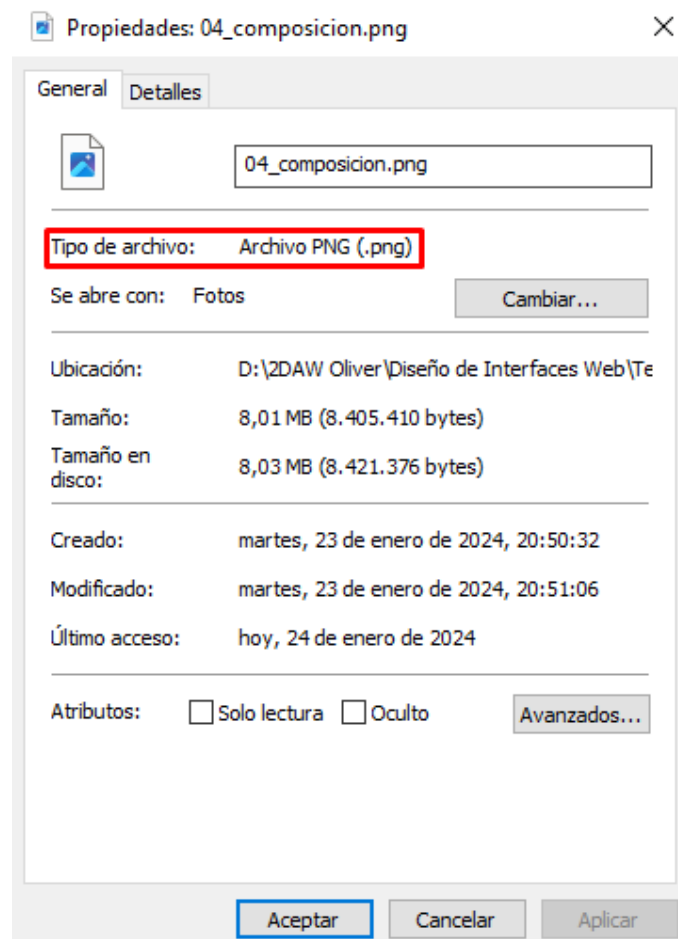 Propiedades: 04_composicion.png
General Detalles
04_composicion.png
Tipo de archivo: Archivo PNG (.png)
Se abre con: Fotos Cambiar...
Ubicación: D:\2DAW Oliver\Diseño de Interfaces Web\Te
Tamaño: 8,01 MB (8.405.410 bytes)
Tamaño en
disco: 8,03 MB (8.421.376 bytes)
Creado: martes, 23 de enero de 2024, 20:50:32
Modificado: martes, 23 de enero de 2024, 20:51:06
Último acceso: hoy, 24 de enero de 2024
Atributos: Solo lectura Oculto Avanzados...
Aceptar Cancelar Aplicar